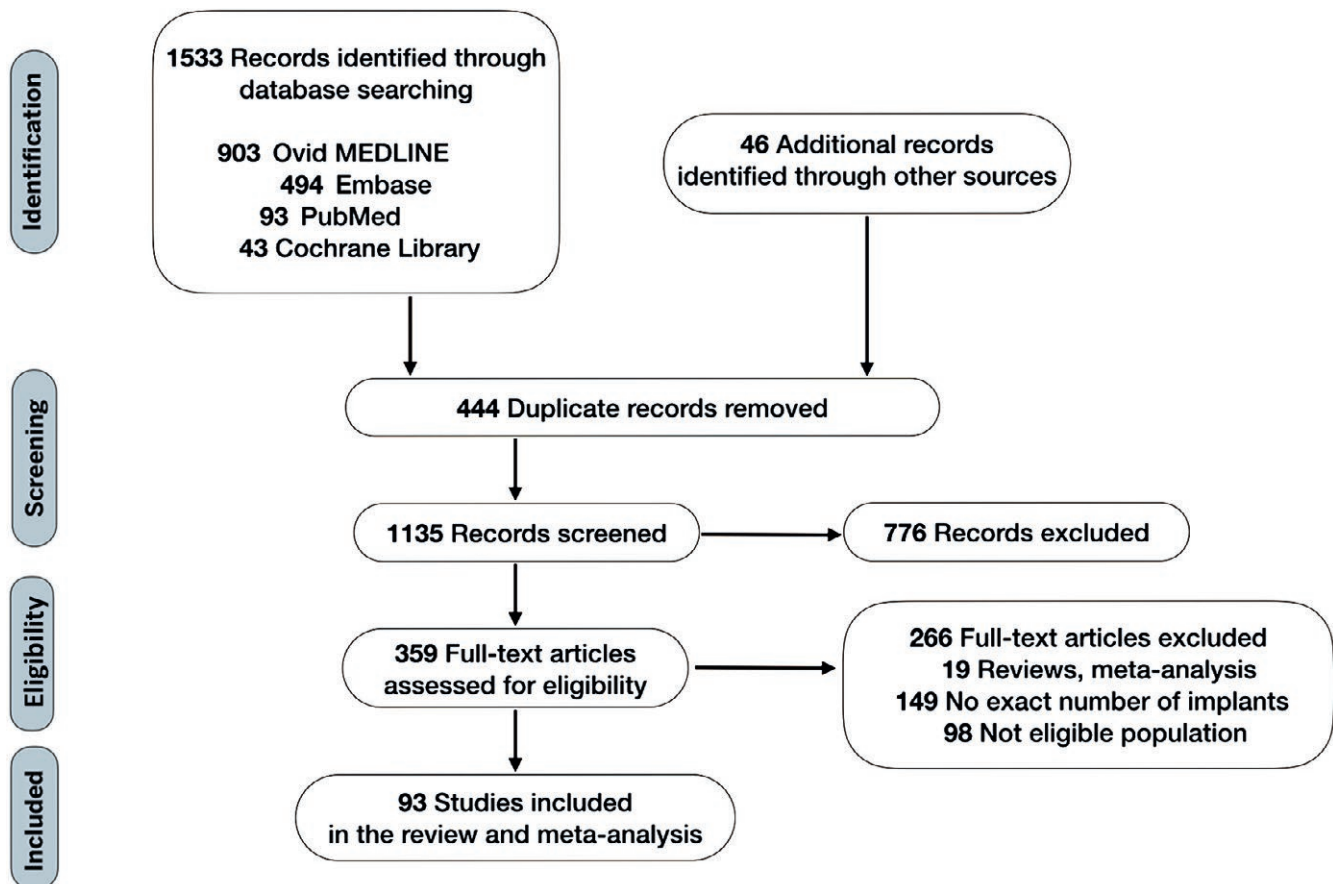 Identification
1533 Records identified through
database searching
903 Ovid MEDLINE
494 Embase
93 PubMed
43 Cochrane Library
46 Additional records
identified through other sources
Screening
444 Duplicate records removed
1135 Records screened
776 Records excluded
Eligibility
359 Full-text articles
assessed for eligibility
266 Full-text articles excluded
19 Reviews, meta-analysis
149 No exact number of implants
98 Not eligible population
Included
93 Studies included
in the review and meta-analysis